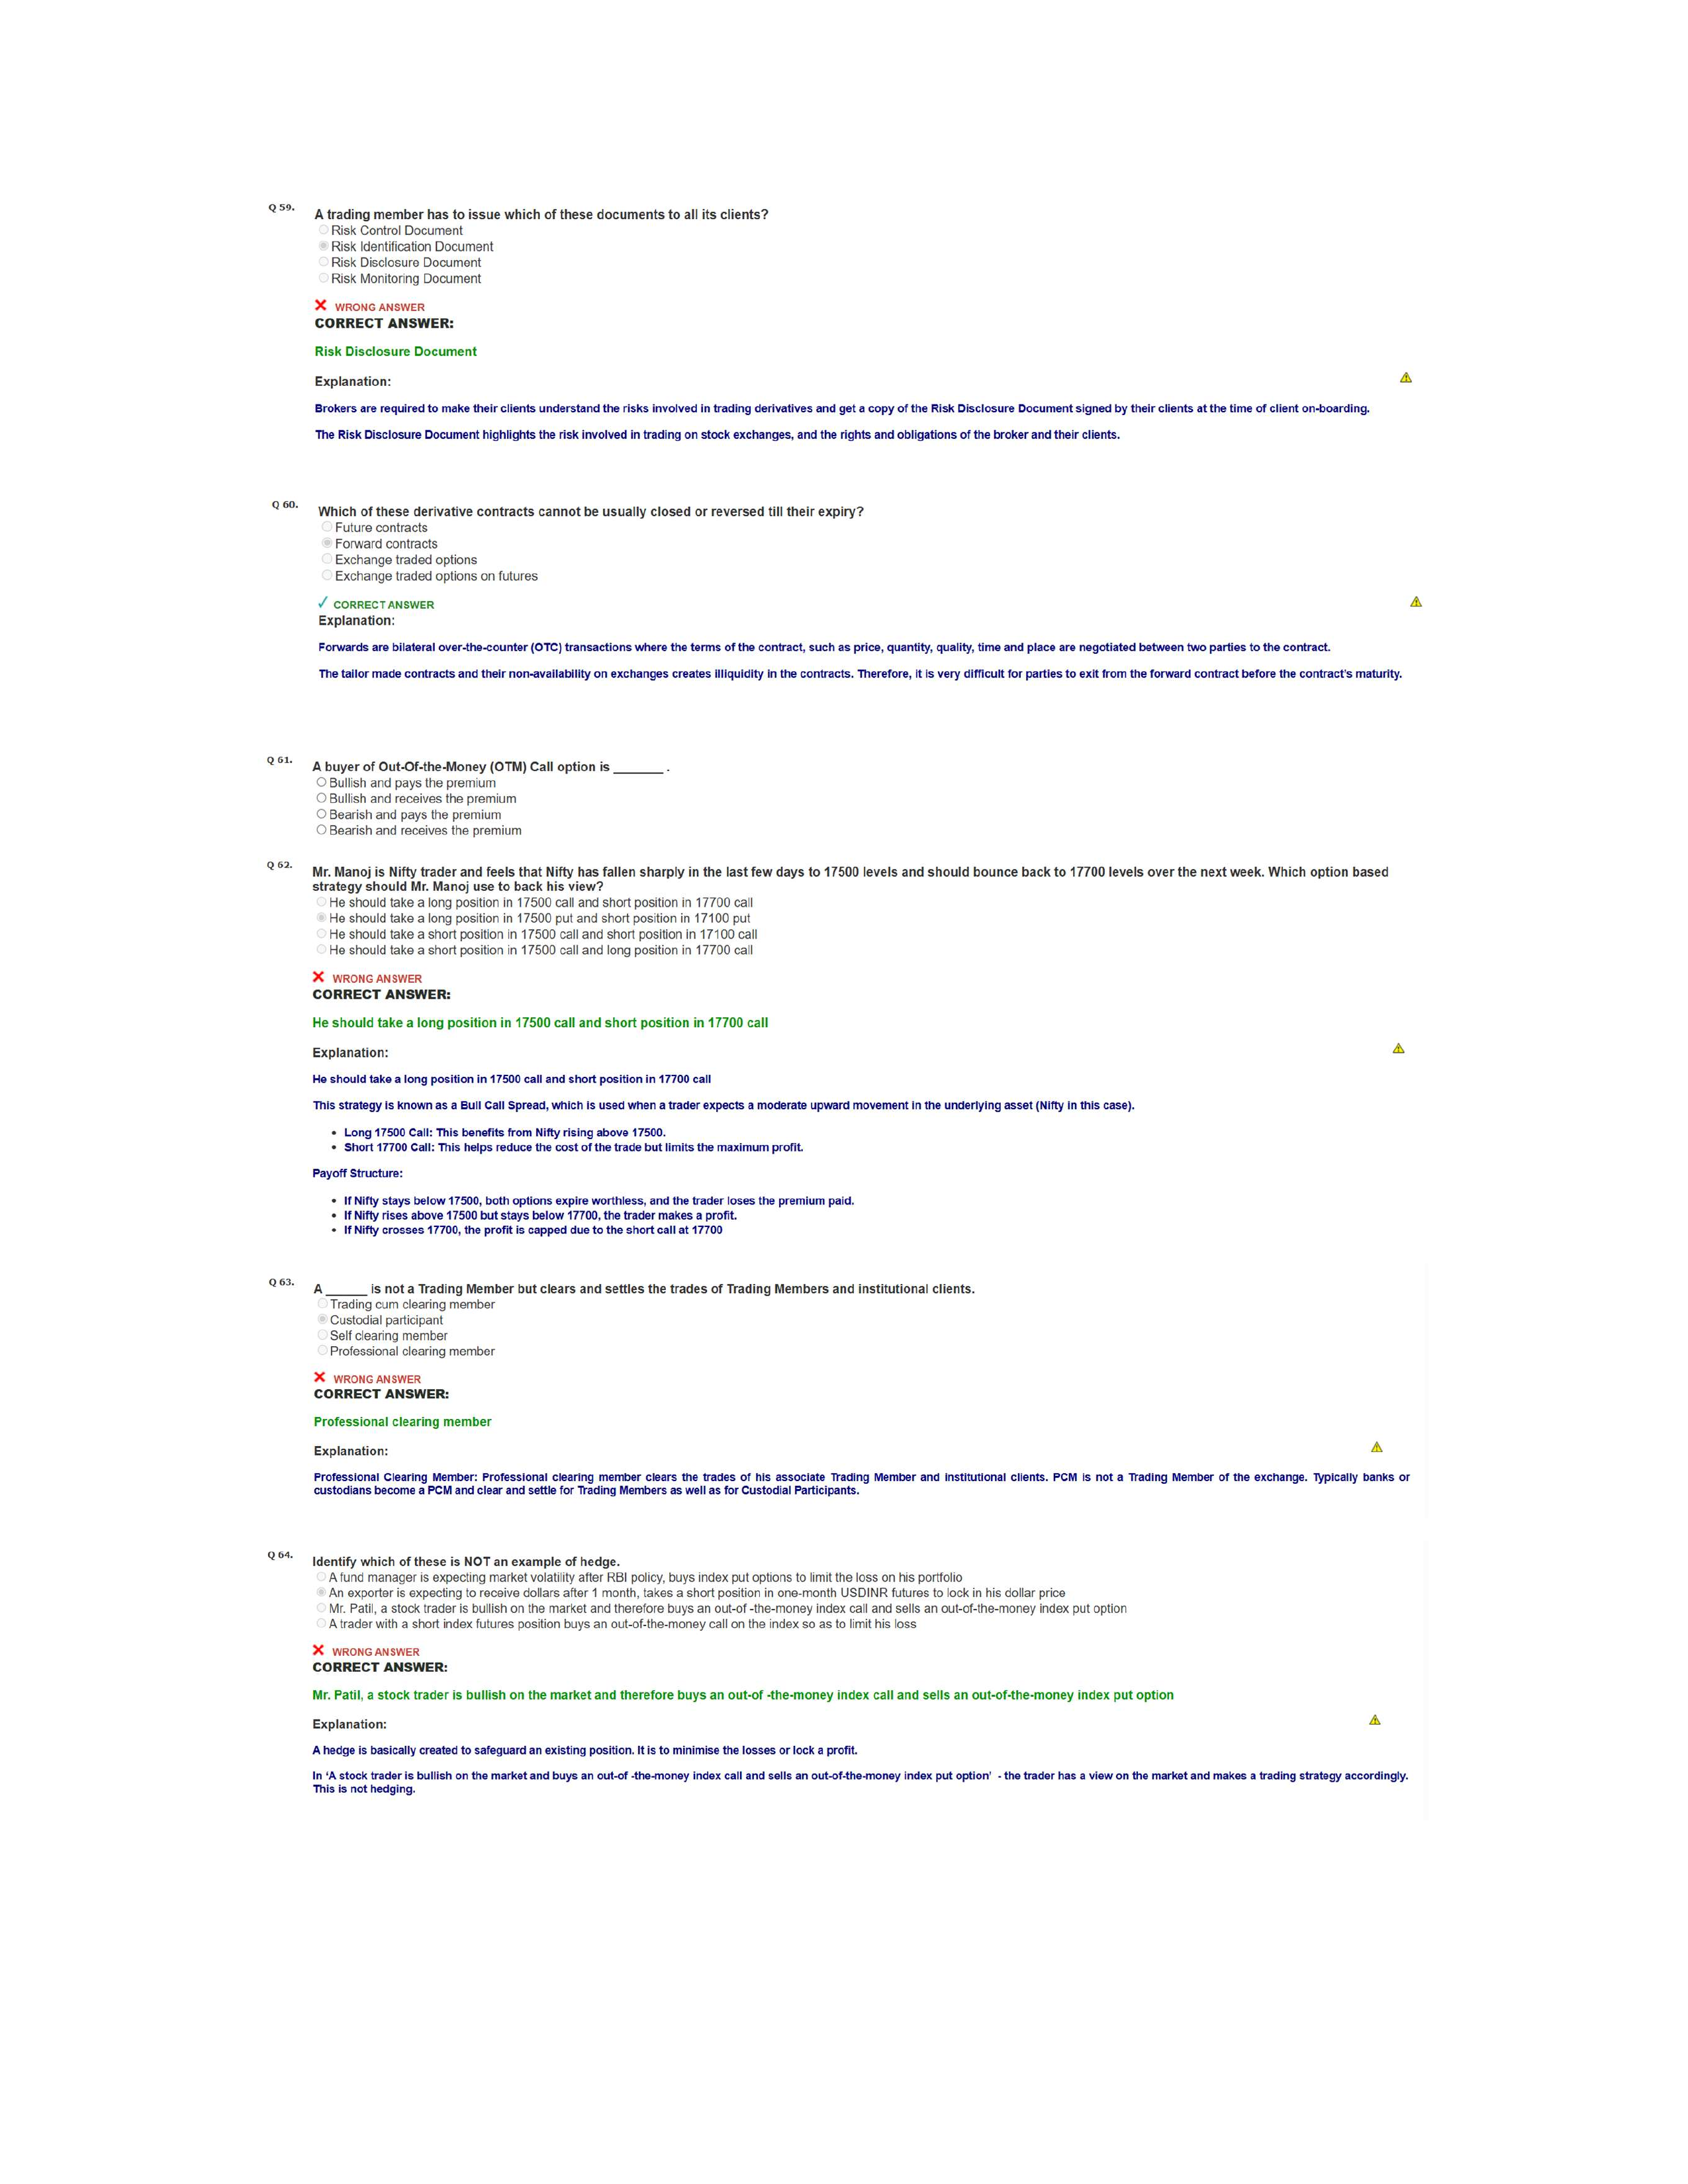 Q 59.
A trading member has to issue which of these documents to all its clients?
Risk Control Document
Risk Identification Document
Risk Disclosure Document
Risk Monitoring Document
WRONG ANSWER
CORRECT ANSWER:
Risk Disclosure Document
Explanation:
Brokers are required to make their clients understand the risks involved in trading derivatives and get a copy of the Risk Disclosure Document signed by their clients at the time of client on-boarding.
The Risk Disclosure Document highlights the risk involved in trading on stock exchanges, and the rights and obligations of the broker and their clients.
Q 60.
Which of these derivative contracts cannot be usually closed or reversed till their expiry?
Future contracts
Forward contracts
Exchange traded options
Exchange traded options on futures
CORRECT ANSWER
Explanation:
Forwards are bilateral over-the-counter (OTC) transactions where the terms of the contract, such as price, quantity, quality, time and place are negotiated between two parties to the contract.
The tailor made contracts and their non-availability on exchanges creates illiquidity in the contracts. Therefore, it is very difficult for parties to exit from the forward contract before the contract's maturity.
Q 61.
A buyer of Out-Of-the-Money (OTM) Call option is _______ .
Bullish and pays the premium
Bullish and receives the premium
Bearish and pays the premium
Bearish and receives the premium
Q 62.
Mr. Manoj is Nifty trader and feels that Nifty has fallen sharply in the last few days to 17500 levels and should bounce back to 17700 levels over the next week. Which option based
strategy should Mr. Manoj use to back his view?
He should take a long position in 17500 call and short position in 17700 call
He should take a long position in 17500 put and short position in 17100 put
He should take a short position in 17500 call and short position in 17100 call
He should take a short position in 17500 call and long position in 17700 call
WRONG ANSWER
CORRECT ANSWER:
He should take a long position in 17500 call and short position in 17700 call
Explanation:
He should take a long position in 17500 call and short position in 17700 call
This strategy is known as a Bull Call Spread, which is used when a trader expects a moderate upward movement in the underlying asset (Nifty in this case).
• Long 17500 Call: This benefits from Nifty rising above 17500.
• Short 17700 Call: This helps reduce the cost of the trade but limits the maximum profit.
Payoff Structure:
• If Nifty stays below 17500, both options expire worthless, and the trader loses the premium paid.
• If Nifty rises above 17500 but stays below 17700, the trader makes a profit.
• If Nifty crosses 17700, the profit is capped due to the short call at 17700
Q 63.
A ______ is not a Trading Member but clears and settles the trades of Trading Members and institutional clients.
Trading cum clearing member
Custodial participant
Self clearing member
Professional clearing member
WRONG ANSWER
CORRECT ANSWER:
Professional clearing member
Explanation:
Professional Clearing Member: Professional clearing member clears the trades of his associate Trading Member and institutional clients. PCM is not a Trading Member of the exchange. Typically banks or
custodians become a PCM and clear and settle for Trading Members as well as for Custodial Participants.
Q 64.
Identify which of these is NOT an example of hedge.
A fund manager is expecting market volatility after RBI policy, buys index put options to limit the loss on his portfolio
An exporter is expecting to receive dollars after 1 month, takes a short position in one-month USDINR futures to lock in his dollar price
Mr. Patil, a stock trader is bullish on the market and therefore buys an out-of -the-money index call and sells an out-of-the-money index put option
A trader with a short index futures position buys an out-of-the-money call on the index so as to limit his loss
WRONG ANSWER
CORRECT ANSWER:
Mr. Patil, a stock trader is bullish on the market and therefore buys an out-of -the-money index call and sells an out-of-the-money index put option
Explanation:
A hedge is basically created to safeguard an existing position. It is to minimise the losses or lock a profit.
In ‘A stock trader is bullish on the market and buys an out-of -the-money index call and sells an out-of-the-money index put option’ - the trader has a view on the market and makes a trading strategy accordingly.
This is not hedging.